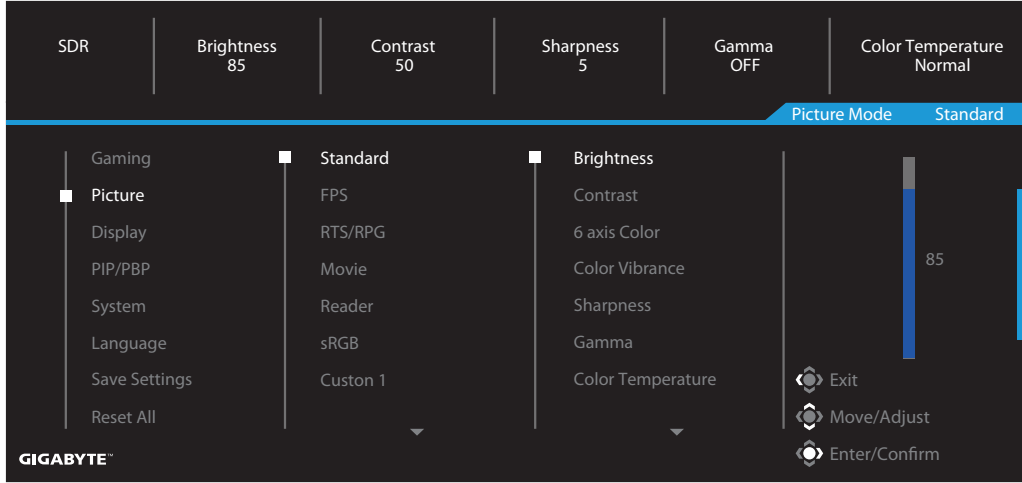 SDR
Brightness
85
Contrast
50
Sharpness
5
Gamma
OFF
Color Temperature
Normal
Picture Mode Standard
Gaming
Picture
Display
PIP/PBP
System
Language
Save Settings
Reset All
Standard
FPS
RTS/RPG
Movie
Reader
sRGB
Custon 1
Brightness
Contrast
6 axis Color
Color Vibrance
Sharpness
Gamma
Color Temperature
85
Exit
Move/Adjust
Enter/Confirm
GIGABYTE™